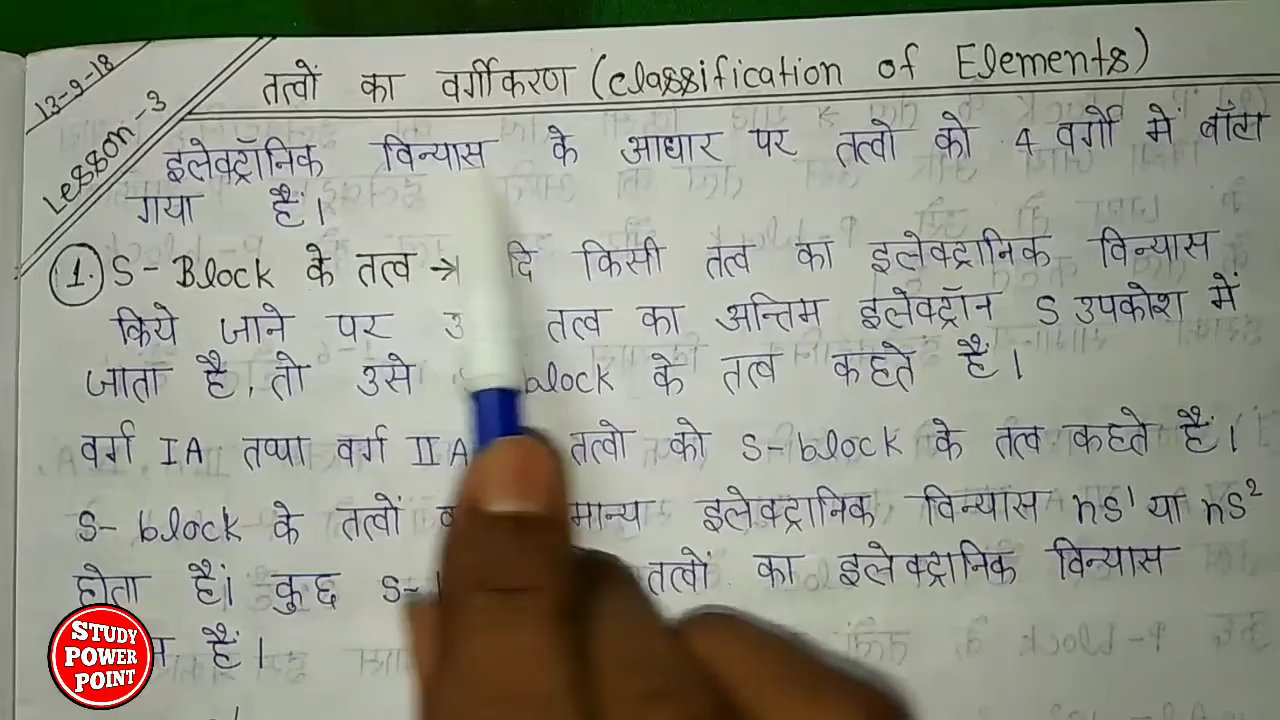 13-9-18
Lesson-3
तत्वों का वर्गीकरण (classification of Elements)
इलेक्ट्रॉनिक विन्यास के आधार पर तत्वो को 4 वर्गो में बाँटा
गया है।
1. S-Block के तत्व → दि किसी तत्व का इलेक्ट्रानिक विन्यास
किये जाने पर तत्व का अन्तिम इलेक्ट्रॉन S उपकोश में
जाता है, तो उसे block के तत्व कहते हैं।
वर्ग IA तथा वर्ग IIA तत्वो को S-block के तत्व कहते हैं।
S-block के तत्वों मान्य इलेक्ट्रानिक विन्यास ns¹ या ns²
होता है। कुछ s- तत्वों का इलेक्ट्रानिक विन्यास
हैं।
STUDY
POWER
POINT